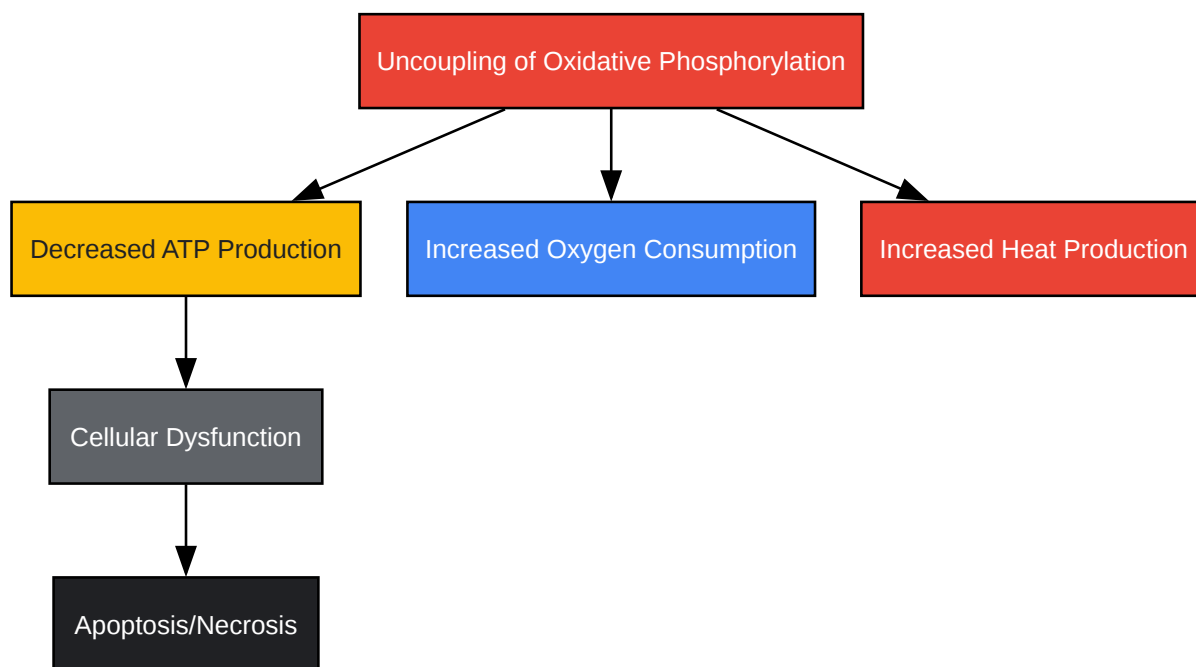 Uncoupling of Oxidative Phosphorylation
Decreased ATP Production
Increased Oxygen Consumption
Increased Heat Production
Cellular Dysfunction
Apoptosis/Necrosis